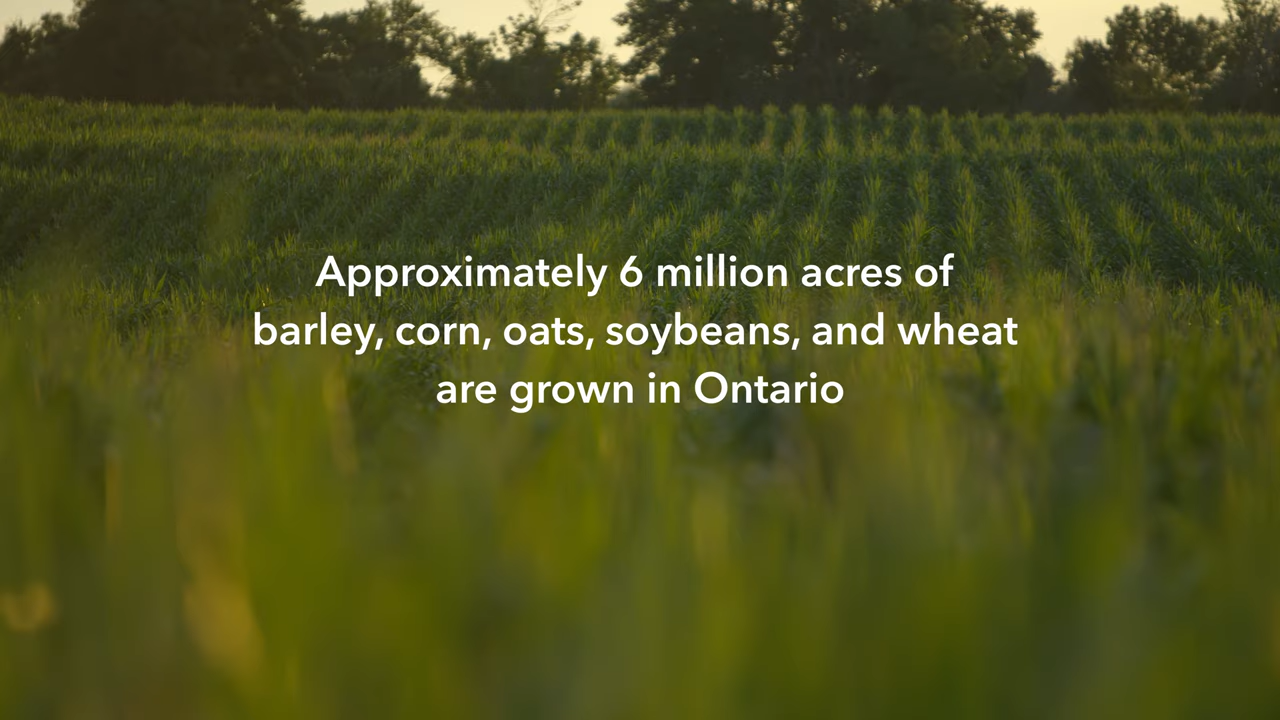 Approximately 6 million acres of
barley, corn, oats, soybeans, and wheat
are grown in Ontario